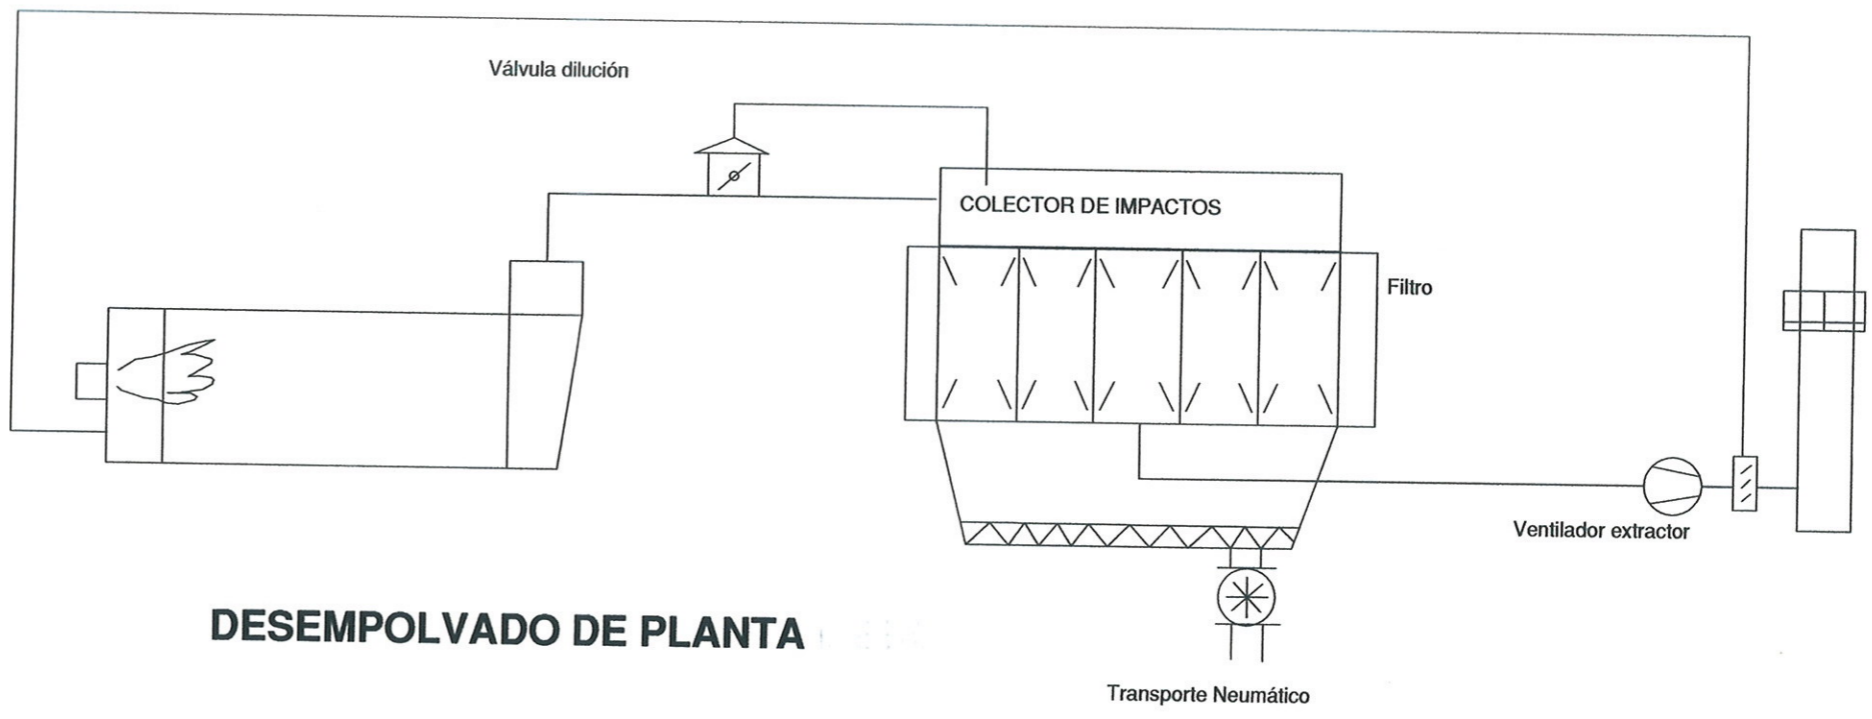 Válvula dilución
COLECTOR DE IMPACTOS
Filtro
Ventilador extractor
DESEMPOLVADO DE PLANTA
Transporte Neumático